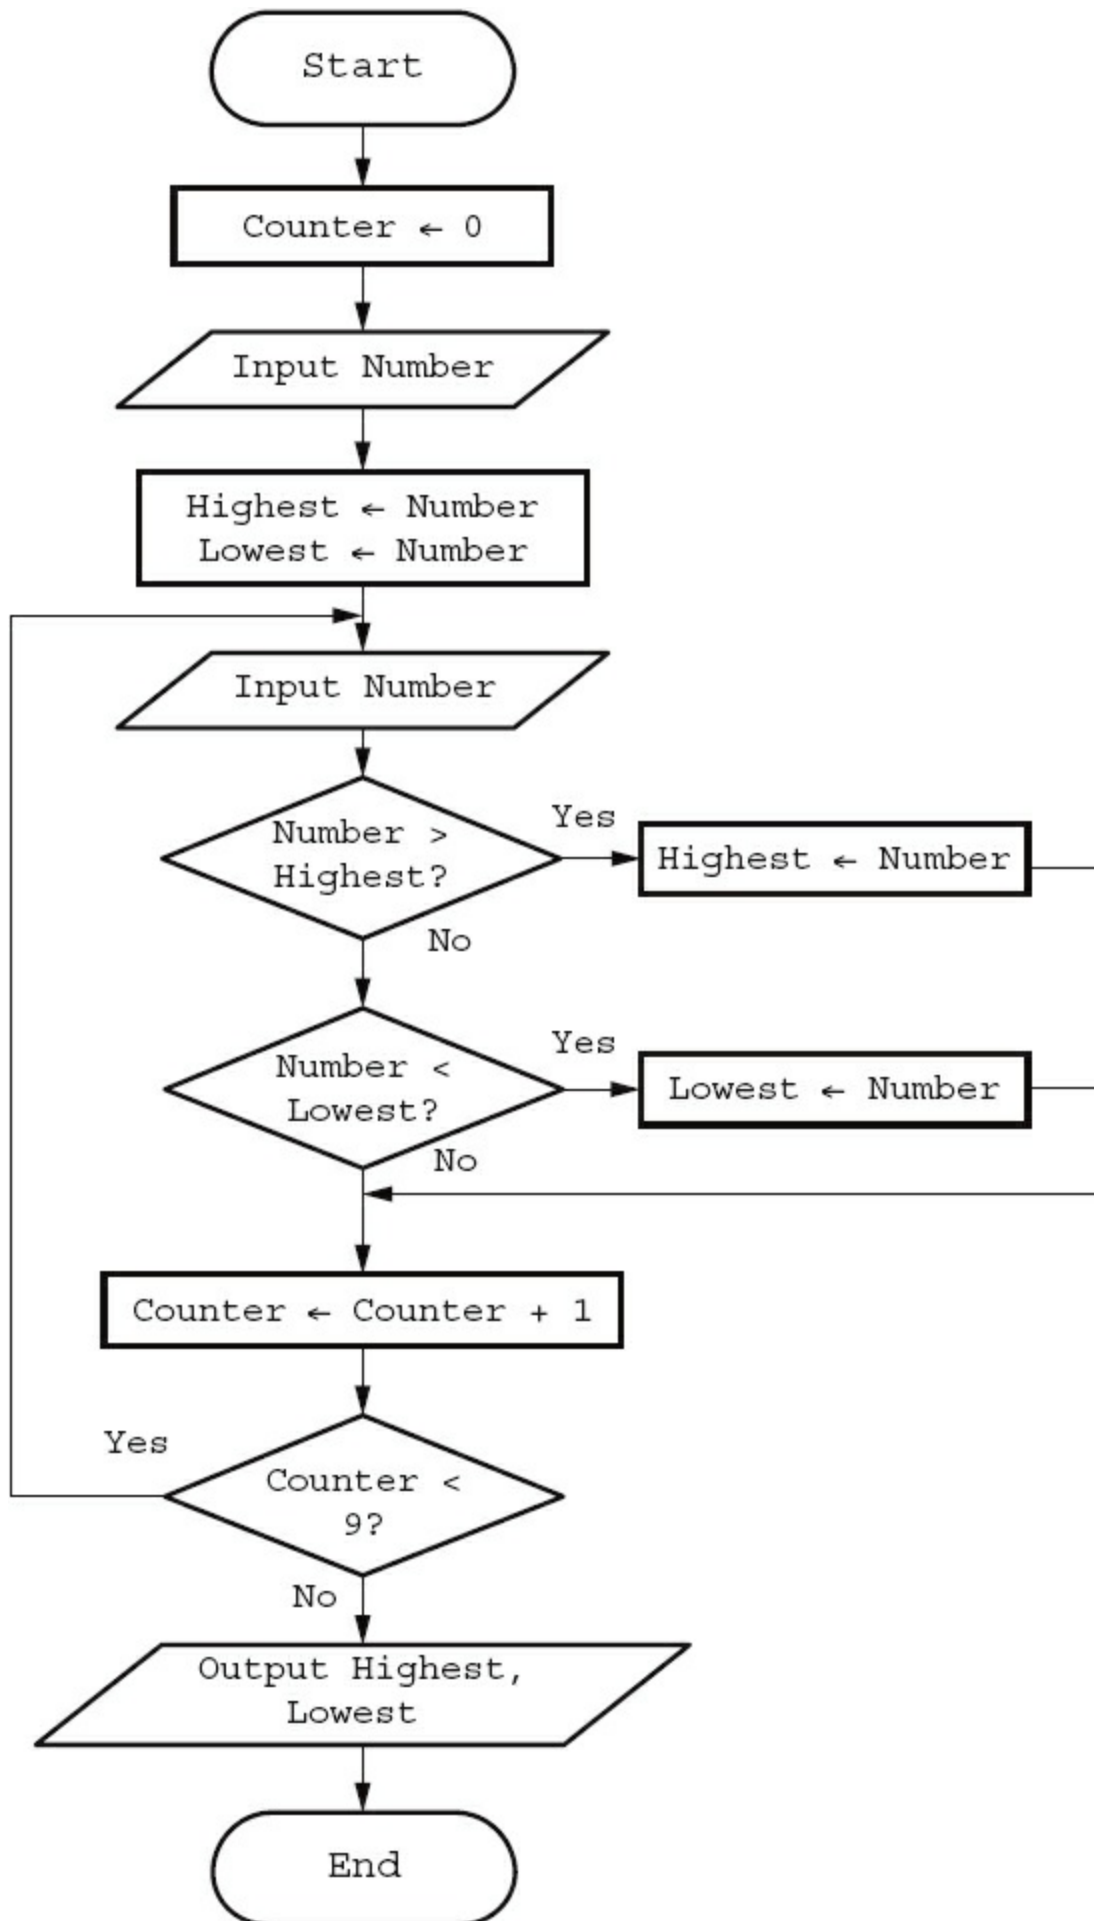 Start
Counter ← 0
Input Number
Highest ← Number
Lowest ← Number
Input Number
Number >
Highest?
Yes
Highest ← Number
No
Number <
Lowest?
Yes
Lowest ← Number
No
Counter ← Counter + 1
Counter <
9?
Yes
No
Output Highest,
Lowest
End